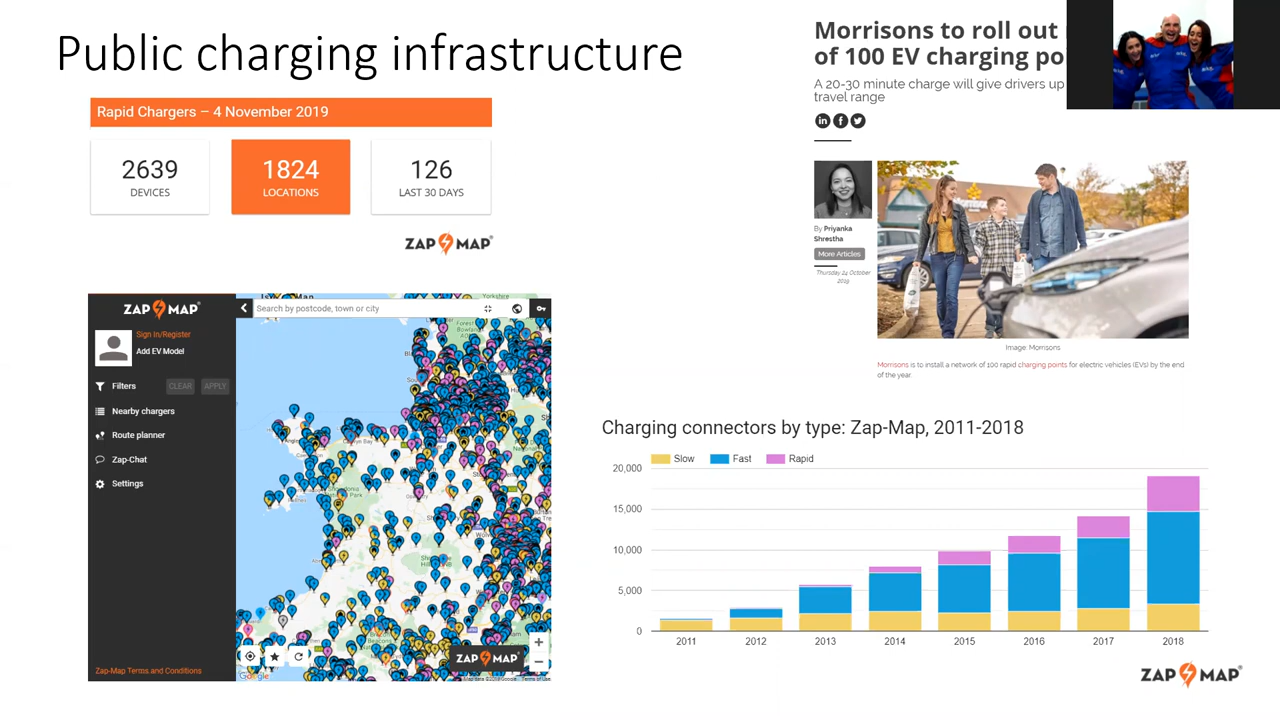 Public charging infrastructure
Rapid Chargers – 4 November 2019
2639
DEVICES
1824
LOCATIONS
126
LAST 30 DAYS
ZAP MAP
Morrisons to roll out
of 100 EV charging po
A 20-30 minute charge will give drivers up
travel range
By Priyanka
Shrestha
More Articles
Thursday 24 October
2019
Image: Morrisons
Morrisons is to install a network of 100 rapid charging points for electric vehicles (EVs) by the end
of the year.
ZAP MAP
Search by postcode, town or city
Sign In/Register
Add EV Model
Filters
CLEAR
APPLY
Nearby chargers
Route planner
Zap-Chat
Settings
Zap-Map Terms and Conditions
Yorkshire
Google
ZAP MAP
Terms of Use
Charging connectors by type: Zap-Map, 2011-2018
Slow Fast Rapid
20,000
15,000
10,000
5,000
0
2011 2012 2013 2014 2015 2016 2017 2018
ZAP MAP